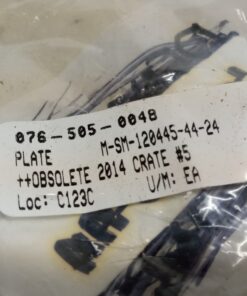 076-505-0048
PLATE M-SM-120445-44-24
++OBSOLETE 2014 CRATE #5
Loc: C123C U/M: EA